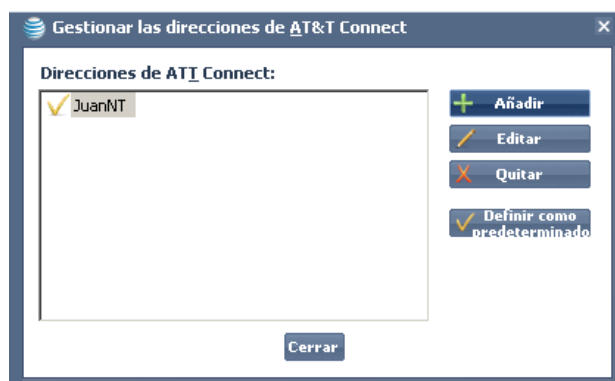 Gestionar las direcciones de AT&T Connect
Direcciones de ATT Connect:
JuanNT
Añadir
Editar
Quitar
Definir como
predeterminado
Cerrar